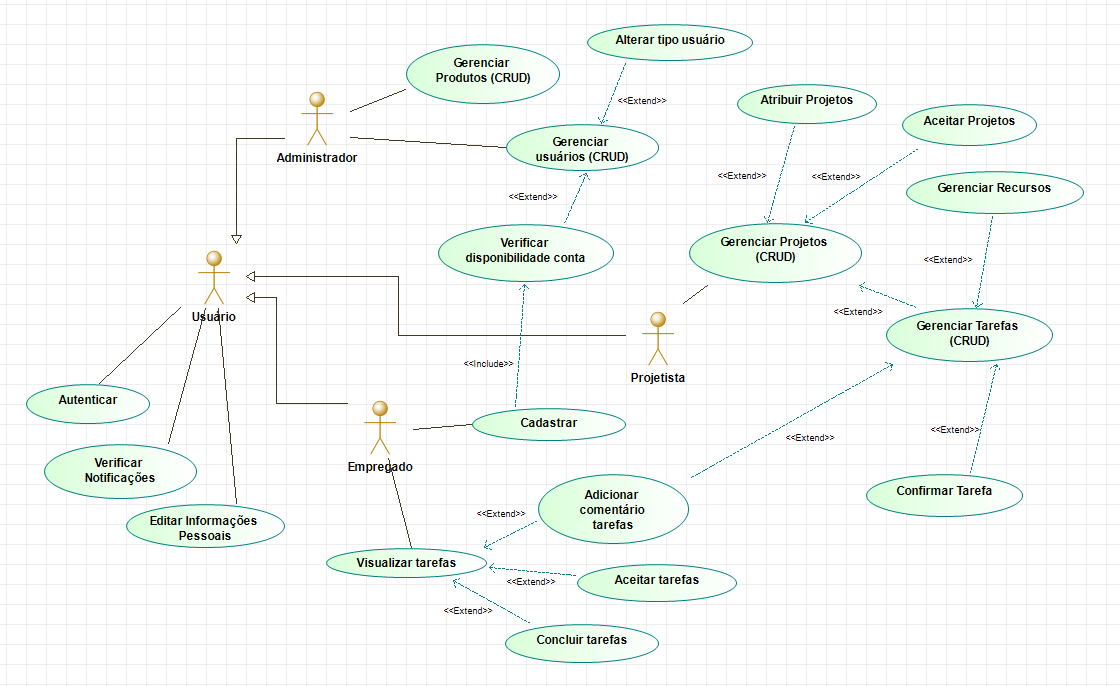 Alterar tipo usuário
Gerenciar
Produtos (CRUD)
<<Extend>>
Atribuir Projetos
Aceitar Projetos
Administrador
Gerenciar
usuários (CRUD)
<<Extend>>
<<Extend>>
<<Extend>>
Gerenciar Recursos
Verificar
disponibilidade conta
Gerenciar Projetos
(CRUD)
<<Extend>>
Usuário
<<Extend>>
Gerenciar Tarefas
(CRUD)
<<Include>>
Projetista
Autenticar
Cadastrar
<<Extend>>
<<Extend>>
Verificar
Notificações
Empregado
Adicionar
comentário
tarefas
Confirmar Tarefa
Editar Informações
Pessoais
<<Extend>>
Visualizar tarefas
<<Extend>>
Aceitar tarefas
<<Extend>>
Concluir tarefas